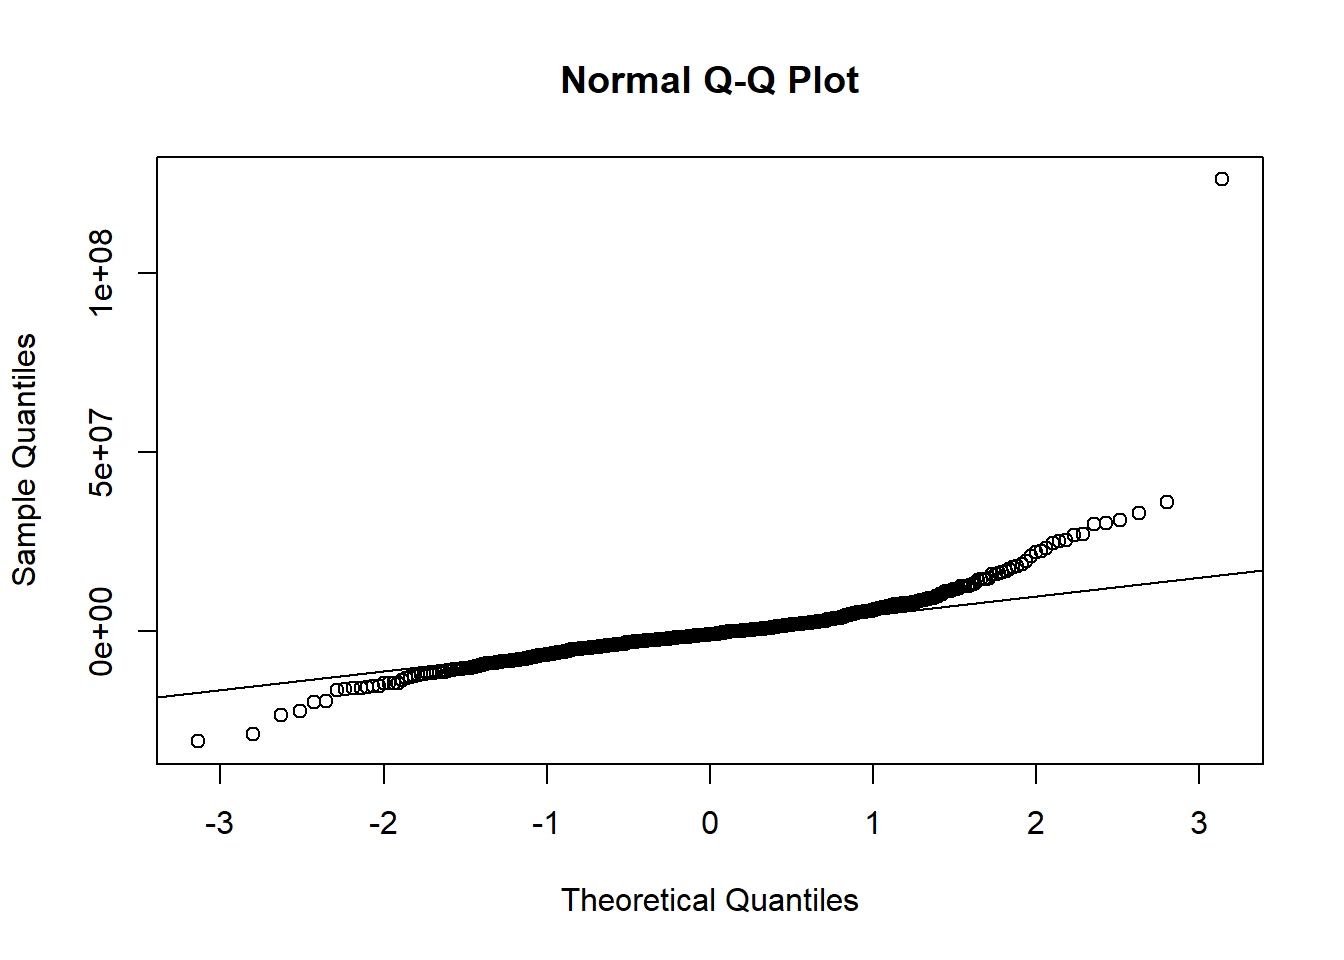 Normal Q-Q Plot
Sample Quantiles
1e+08
5e+07
0e+00
-3 -2 -1 0 1 2 3
Theoretical Quantiles